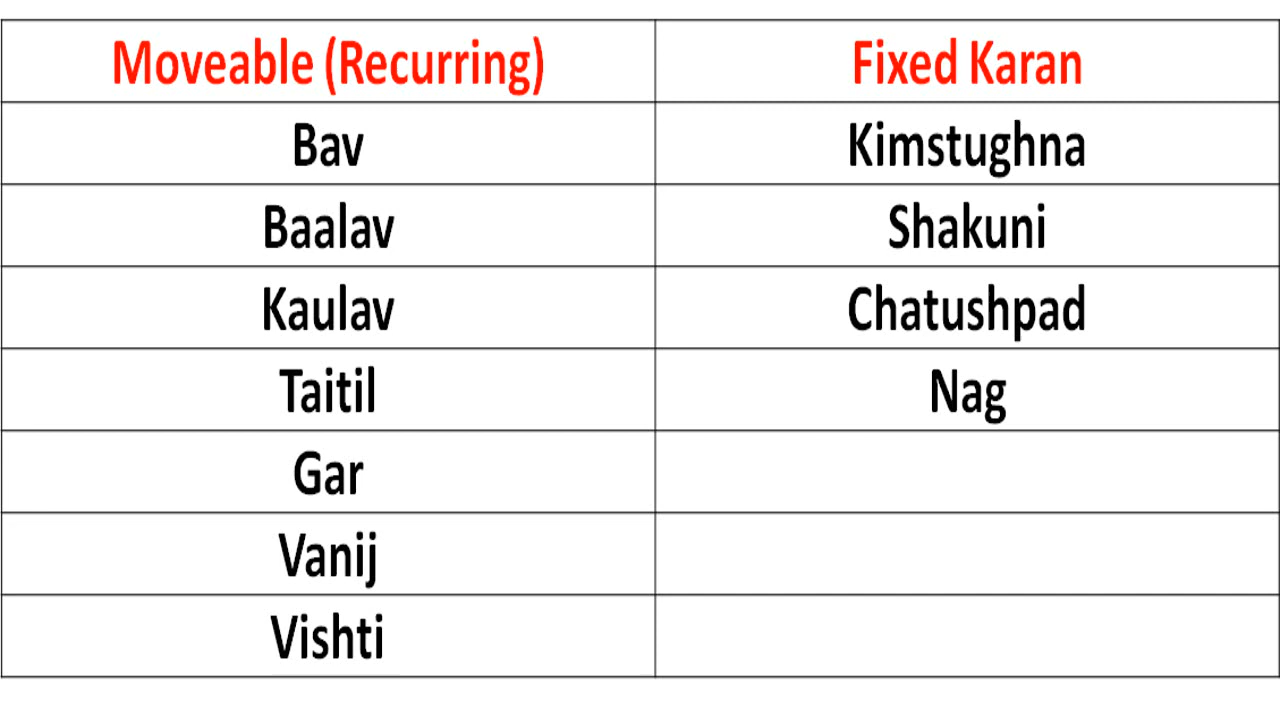 Moveable (Recurring) Fixed Karan
Bav Kimstughna
Baalav Shakuni
Kaulav Chatushpad
Taitil Nag
Gar
Vanij
Vishti